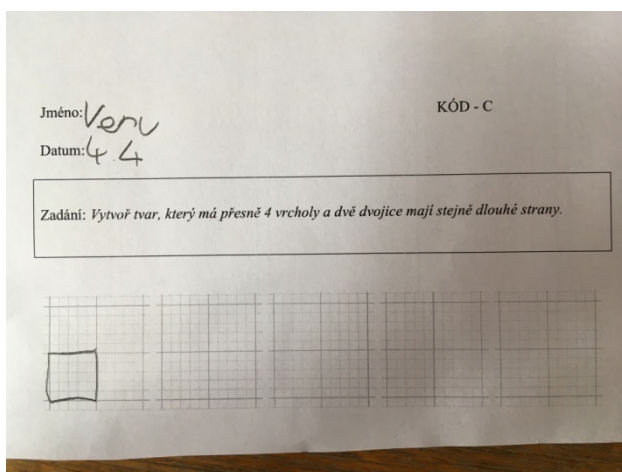 Jméno: Veru
KÓD - C
Datum: 4.4
Zadání: Vytvoř tvar, který má přesně 4 vrcholy a dvě dvojice mají stejně dlouhé strany.